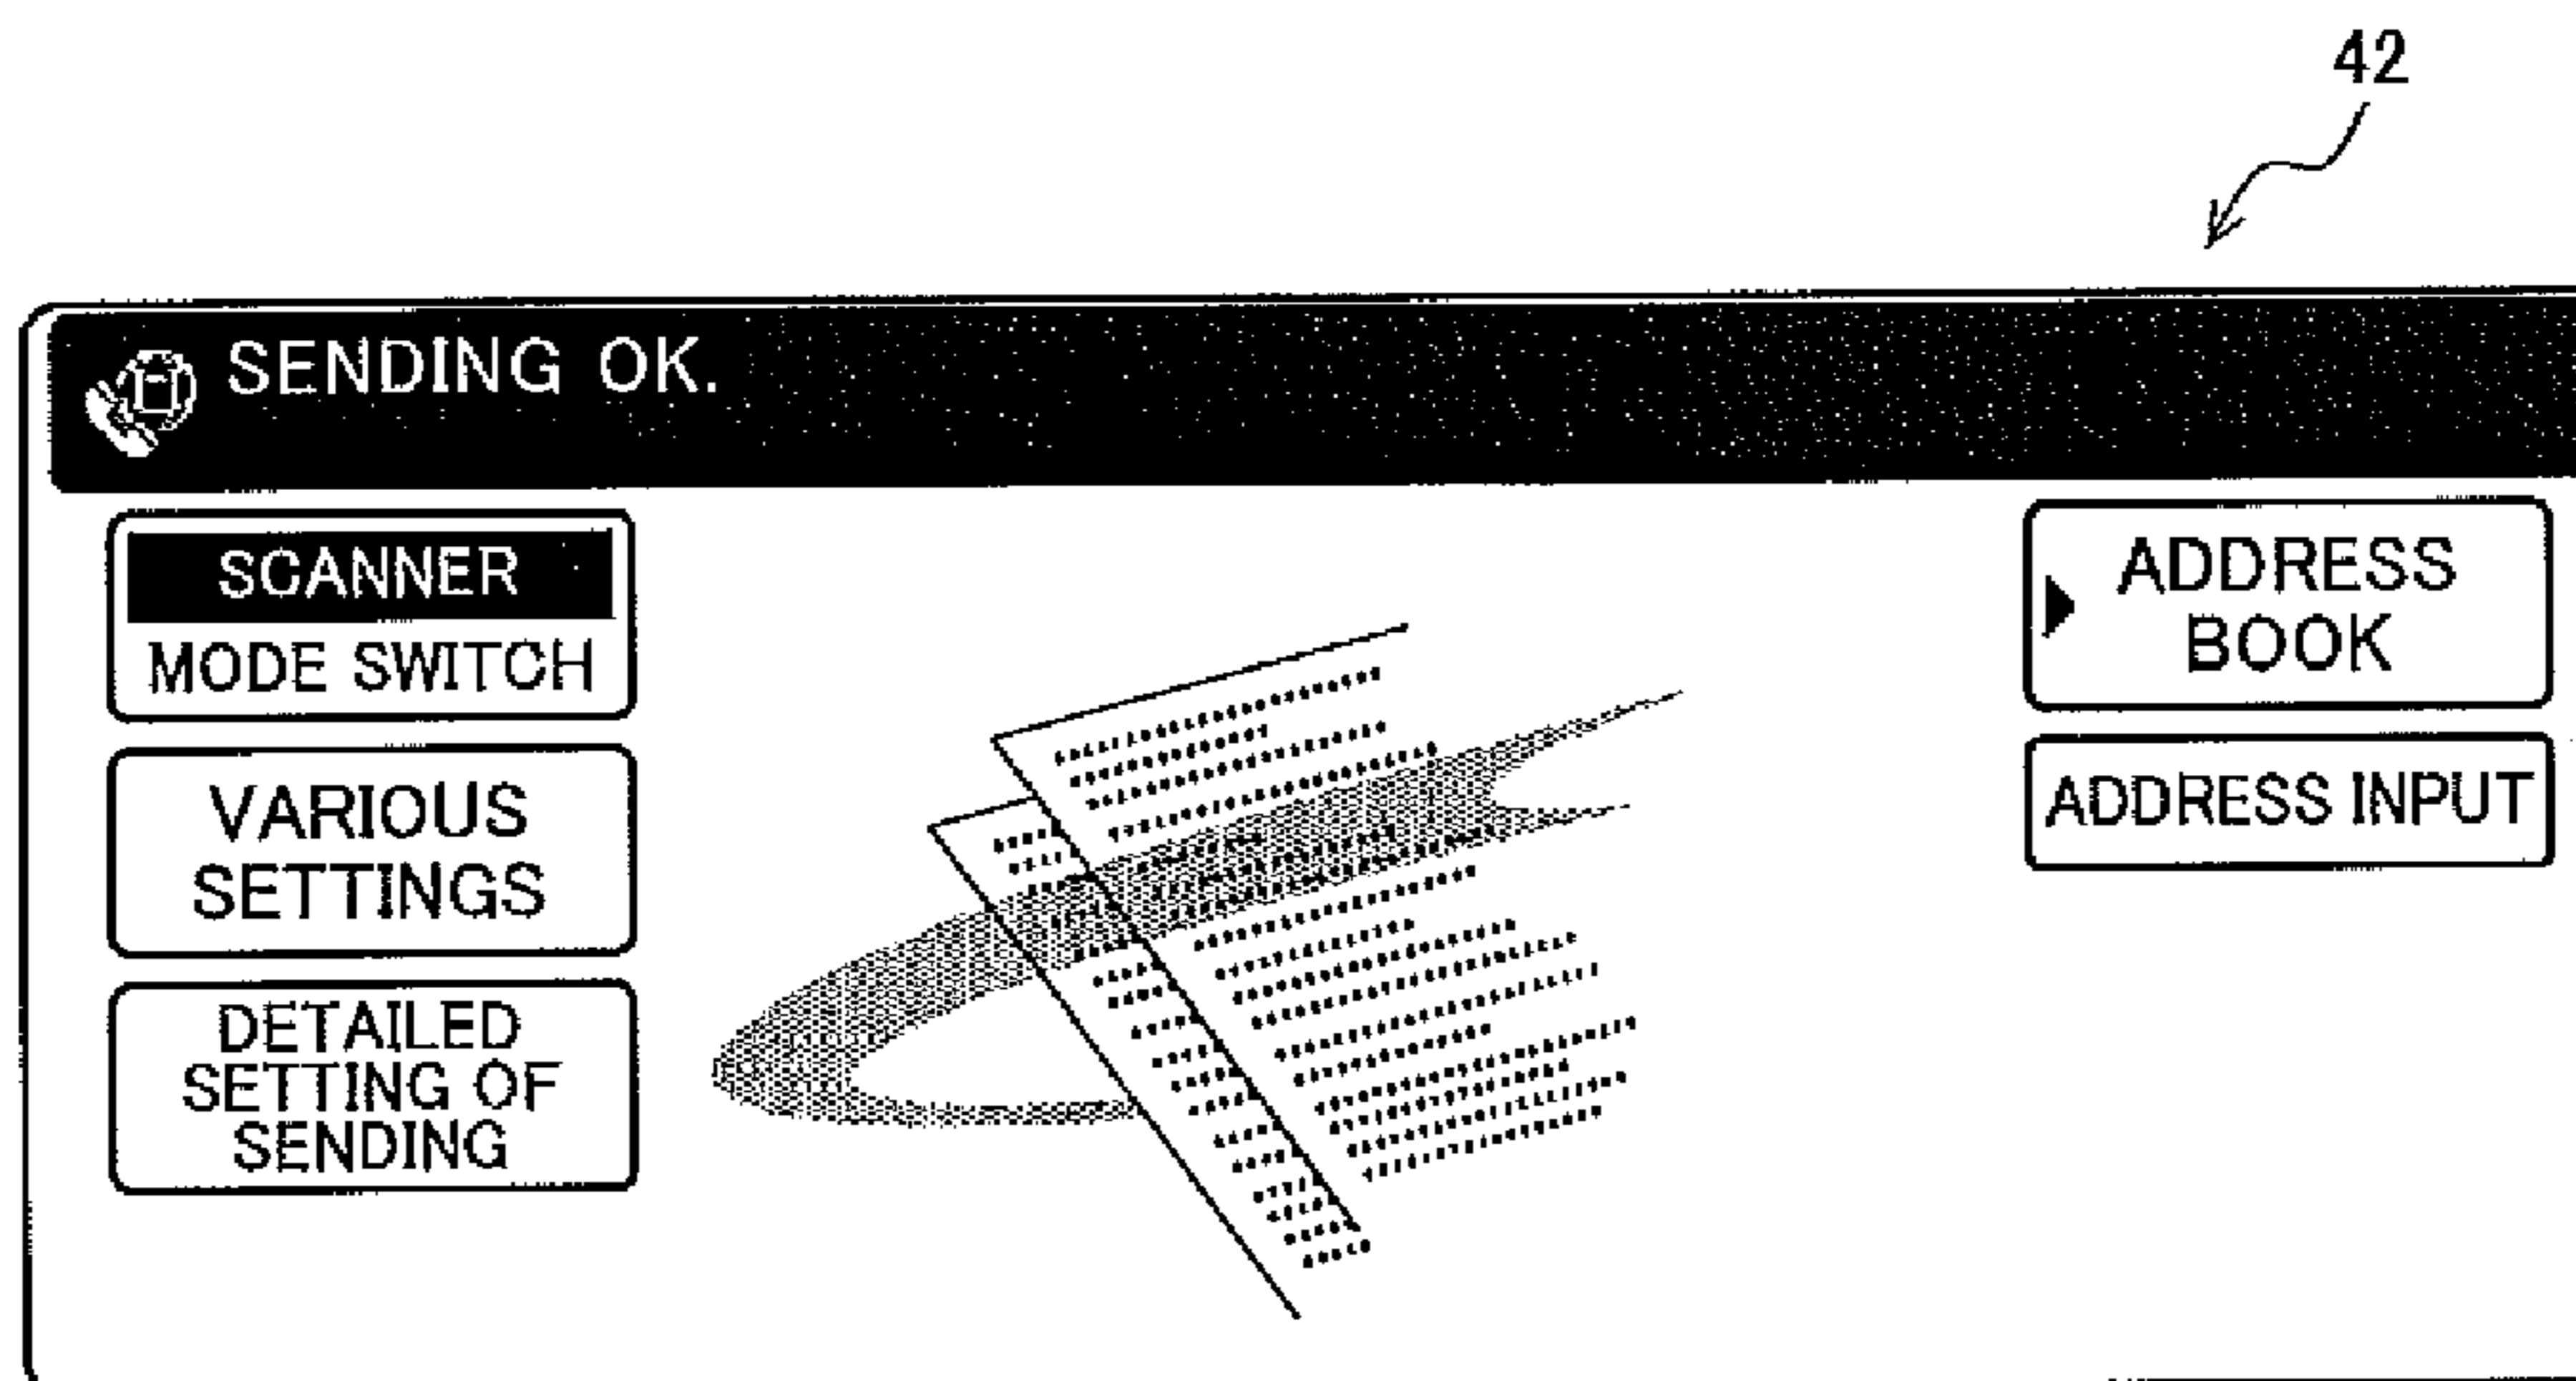 42
SENDING OK.
SCANNER
MODE SWITCH
VARIOUS
SETTINGS
DETAILED
SETTING OF
SENDING
ADDRESS
BOOK
ADDRESS INPUT